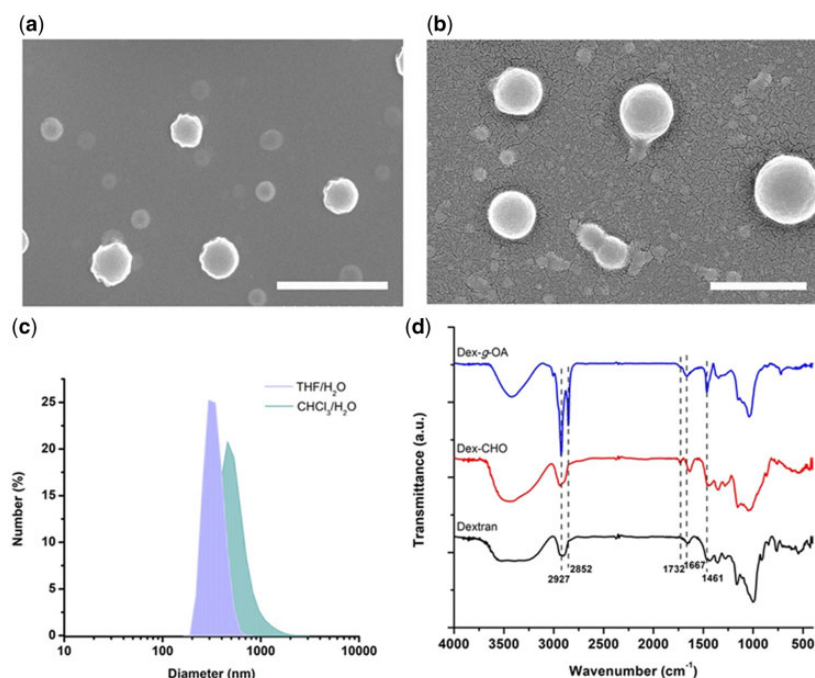 (a)
(b)
(c)
THF/H₂O
CHCl₃/H₂O
25
20
15
10
5
0
Number (%)
10
100
1000
10000
Diameter (nm)
(d)
Dex-g-OA
Dex-CHO
Dextran
2927
2852
1732
1667
1461
Transmittance (a.u.)
4000
3500
3000
2500
2000
1500
1000
500
Wavenumber (cm⁻¹)